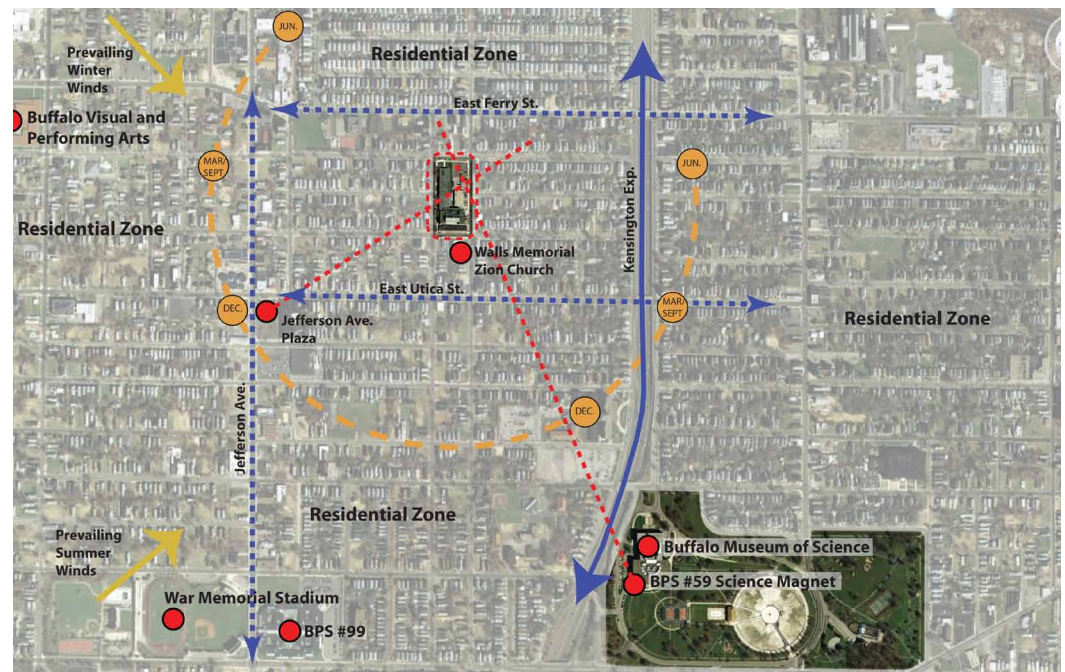 JUN.
Prevailing
Winter
Winds
Residential Zone
East Ferry St.
Buffalo Visual and
Performing Arts
MAR/
SEPT
JUN.
Kensington Exp.
Residential Zone
Walls Memorial
Zion Church
East Utica St.
DEC.
Jefferson Ave.
Plaza
MAR/
SEPT
Residential Zone
Jefferson Ave.
DEC.
Residential Zone
Prevailing
Summer
Winds
Buffalo Museum of Science
BPS #59 Science Magnet
War Memorial Stadium
BPS #99